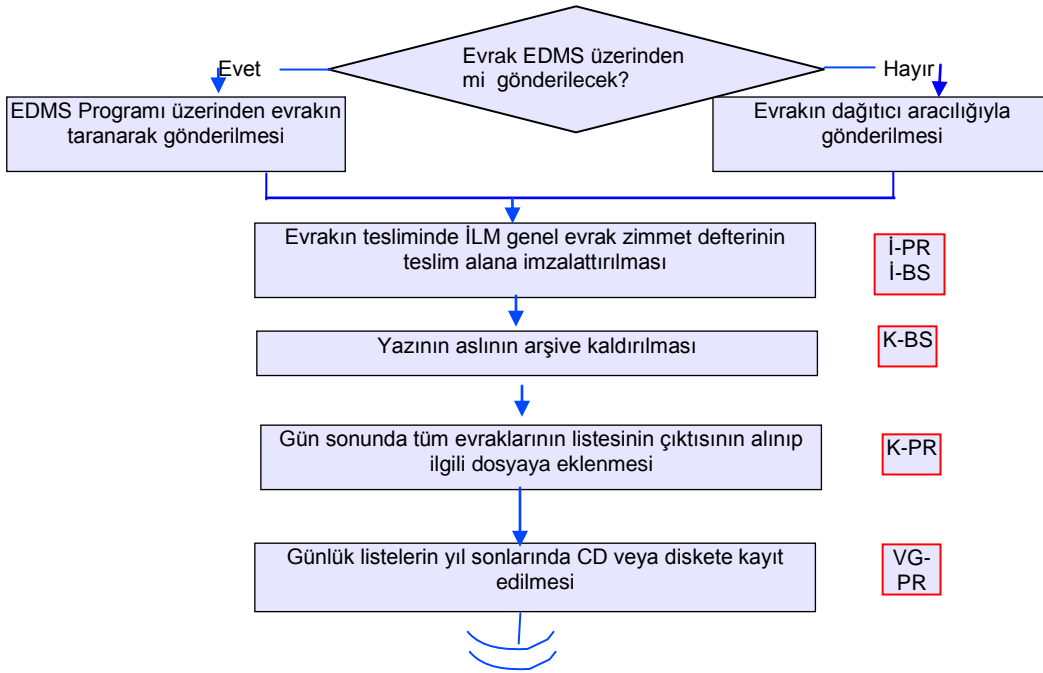 Evrak EDMS üzerinden
mi gönderilecek?
Evet
Hayır
EDMS Programı üzerinden evrakın
taranarak gönderilmesi
Evrakın dağıtıcı aracılığıyla
gönderilmesi
Evrakın tesliminde İLM genel evrak zimmet defterinin
teslim alana imzalattırılması
İ-PR
İ-BS
Yazının aslının arşive kaldırılması
K-BS
Gün sonunda tüm evraklarının listesinin çıktısının alınıp
ilgili dosyaya eklenmesi
K-PR
Günlük listelerin yıl sonlarında CD veya diskete kayıt
edilmesi
VG-
PR